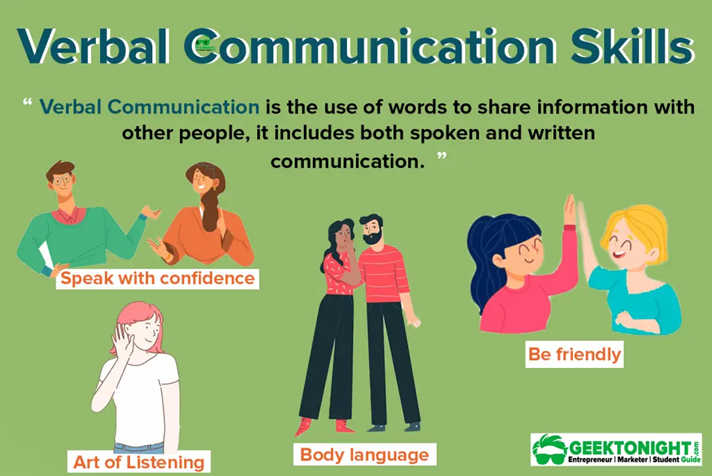 Verbal Communication Skills
“ Verbal Communication is the use of words to share information with
other people, it includes both spoken and written
communication. ”
Speak with confidence
Be friendly
Art of Listening
Body language
GEEKTONIGHT.com
Entrepreneur | Marketer | Student Guide